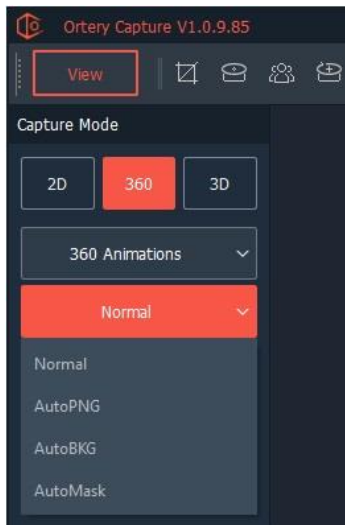 Ortery Capture V1.0.9.85
View
Capture Mode
2D 360 3D
360 Animations
Normal
Normal
AutoPNG
AutoBKG
AutoMask